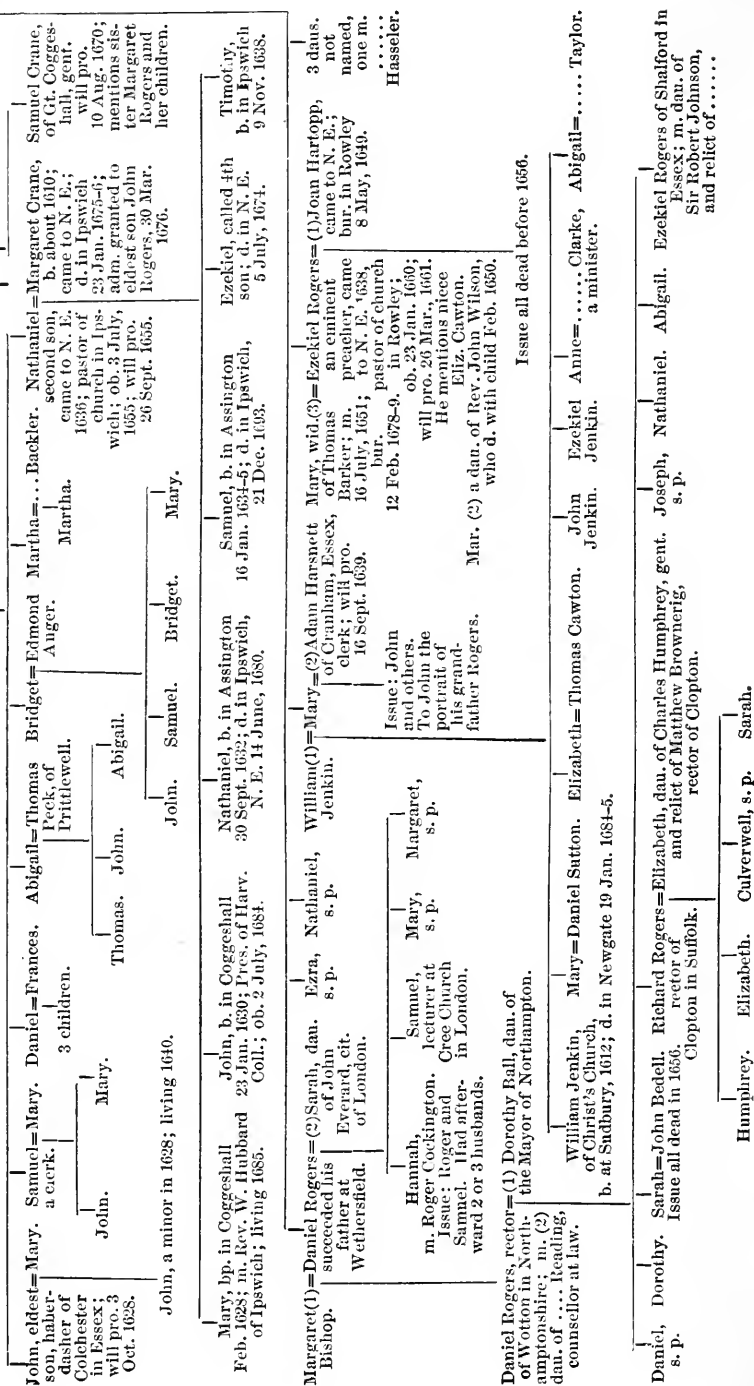 John, eldest=Mary.
son, haber-
dasher of
Colchester
in Essex;
will pro. 3
Oct. 1628.
Samuel=Mary.
a clerk.
Daniel=Frances.
3 children.
Abigail=Thomas
Peck, of
Prittlewell.
Bridget=Edmond
Auger.
Martha=...Backler.
Martha.
Nathaniel=Margaret Crane,
second son,
came to N. E.
1636; pastor of
church in Ips-
wich; ob. 3 July,
1655; will pro.
26 Sept. 1655.
b. about 1610;
came to N. E.;
d. in Ipswich
23 Jan. 1675-6;
adm. granted to
eldest son John
Rogers, 30 Mar.
1676.
Samuel Crane,
of Gt. Cogges-
hall, gent.
will pro.
10 Aug. 1670;
mentions sis-
ter Margaret
Rogers and
her children.
John.
Mary.
Thomas.
John.
Abigail.
John.
Samuel.
Bridget.
Mary.
John, a minor in 1628; living 1640.
Mary, bp. in Coggeshall
Feb. 1628; m. Rev. W. Hubbard
of Ipswich; living 1685.
John, b. in Coggeshall
23 Jan. 1630; Pres. of Harv.
Coll.; ob. 2 July, 1684.
Nathaniel, b. in Assington
30 Sept. 1632; d. in Ipswich,
N. E. 14 June, 1680.
Samuel, b. in Assington
16 Jan. 1634-5; d. in Ipswich,
21 Dec. 1693.
Ezekiel, called 4th
son; d. in N. E.
5 July, 1674.
Timothy,
b. in Ipswich
9 Nov. 1638.
Margaret(1)=Daniel Rogers=(2)Sarah, dau.
Bishop.
succeeded his
father at
Wethersfield.
of John
Everard, cit.
of London.
Ezra,
s. p.
Nathaniel,
s. p.
William(1)=Mary=(2)Adam Harsnett
Jenkin.
of Cranham, Essex,
clerk; will pro.
16 Sept. 1639.
Mary, wid.(3)=Ezekiel Rogers=(1)Joan Hartopp,
of Thomas
Barker; m.
16 July, 1651;
bur.
12 Feb. 1678-9.
an eminent
preacher, came
to N. E. 1638,
pastor of church
in Rowley;
ob. 23 Jan. 1660;
will pro. 26 Mar., 1661.
He mentions niece
Eliz. Cawton.
came to N. E.;
bur. in Rowley
8 May, 1649.
3 daus.
not
named,
one m.
......
Hasseler.
Mar. (2) a dau. of Rev. John Wilson,
who d. with child Feb. 1650.
Issue all dead before 1656.
Issue: John
and others.
To John the
portrait of
his grand-
father Rogers.
Hannah,
m. Roger Cockington.
Issue: Roger and
Samuel. Had after-
ward 2 or 3 husbands.
Samuel,
lecturer at
Cree Church
in London.
Mary,
s. p.
Margaret,
s. p.
Daniel Rogers, rector=(1) Dorothy Ball, dau. of
of Wotton in North-
amptonshire; m. (2)
dau. of .... Reading,
counsellor at law.
the Mayor of Northampton.
William Jenkin,
of Christ's Church,
b. at Sudbury, 1612; d. in Newgate 19 Jan. 1684-5.
Mary=Daniel Sutton.
Elizabeth=Thomas Cawton.
John
Jenkin.
Ezekiel
Jenkin.
Anne=......Clarke,
a minister.
Abigail=.....Taylor.
Daniel,
s. p.
Dorothy.
Sarah=John Bedell.
Issue all dead in 1656.
Richard Rogers=Elizabeth, dau. of Charles Humphrey, gent.
rector of
Clopton in Suffolk.
and relict of Matthew Brownerig,
rector of Clopton.
Joseph,
s. p.
Nathaniel.
Abigail.
Ezekiel Rogers of Shalford in
Essex; m. dau. of
Sir Robert Johnson,
and relict of ......
Humphrey.
Elizabeth.
Culverwell, s. p.
Sarah.